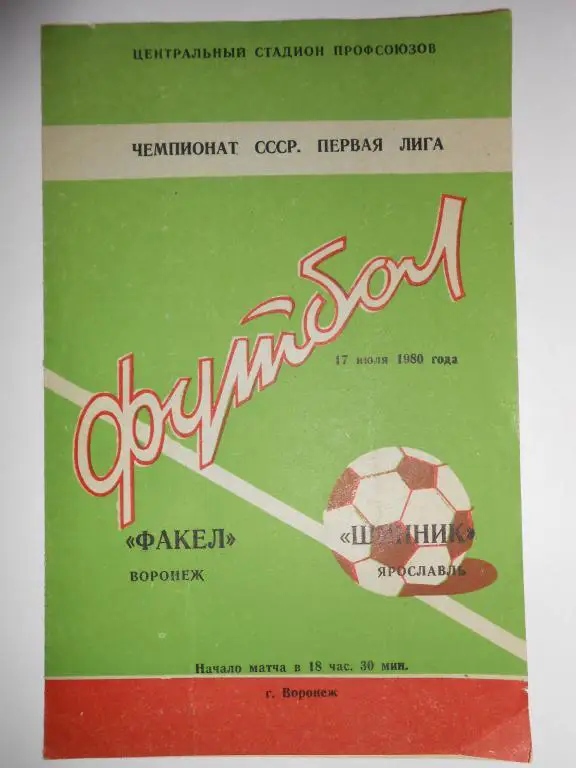 ЦЕНТРАЛЬНЫЙ СТАДИОН ПРОФСОЮЗОВ
ЧЕМПИОНАТ СССР. ПЕРВАЯ ЛИГА
футбол
17 июля 1980 года
«ФАКЕЛ» «ШИННИК»
ВОРОНЕЖ ЯРОСЛАВЛЬ
Начало матча в 18 час. 30 мин.
г. Воронеж